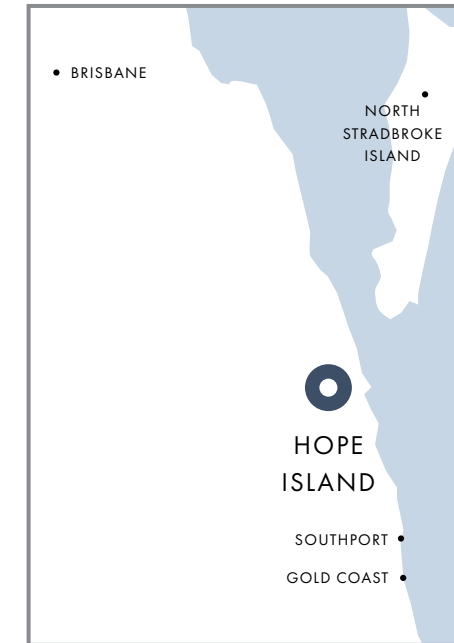 BRISBANE
NORTH
STRADBROKE
ISLAND
HOPE
ISLAND
SOUTHPORT
GOLD COAST